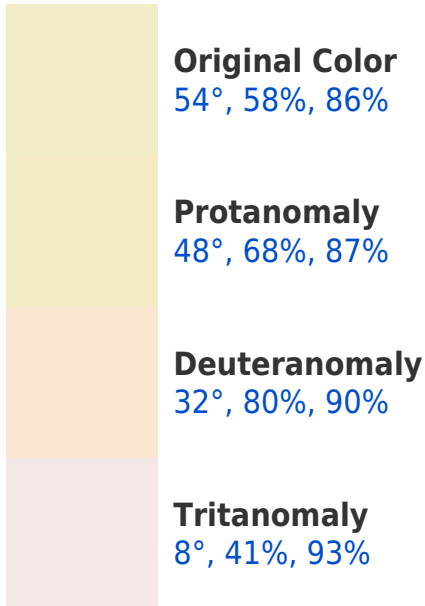 Original Color
54°, 58%, 86%
Protanomaly
48°, 68%, 87%
Deuteranomaly
32°, 80%, 90%
Tritanomaly
8°, 41%, 93%